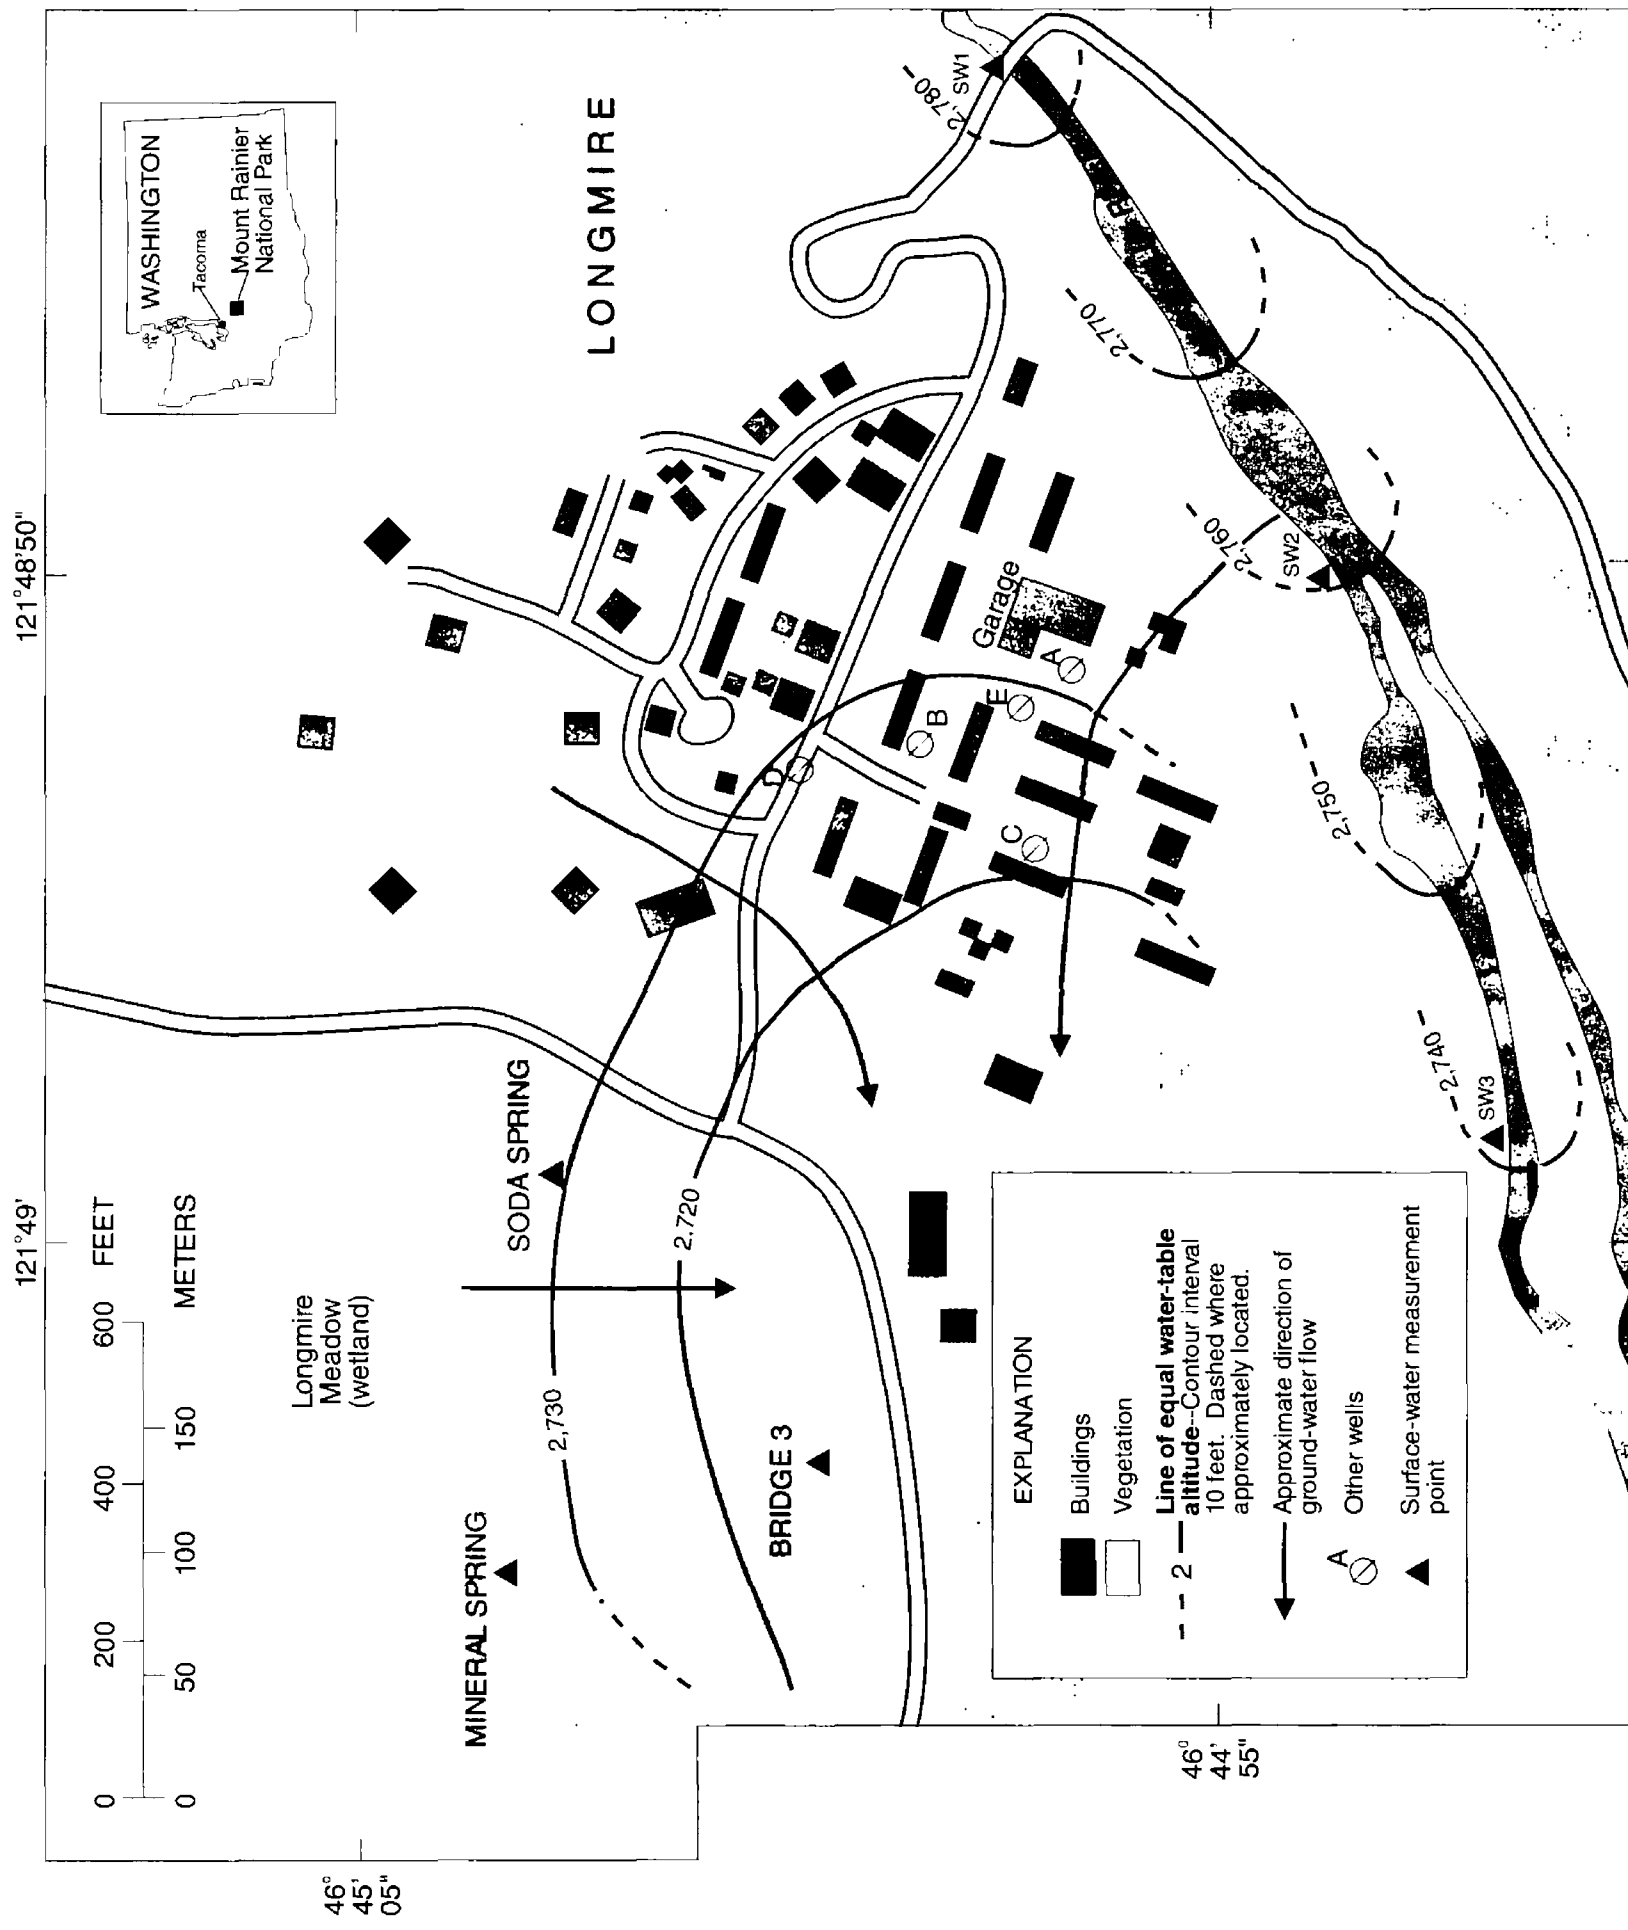 121°49'
121°48'50"
46°
45'
05"
46°
44'
55"
0 200 400 600 FEET
0 50 100 150 METERS
WASHINGTON
Tacoma
Mount Rainier
National Park
LONGMIRE
Longmire
Meadow
(wetland)
SODA SPRING
MINERAL SPRING
BRIDGE 3
2,730
2.720
D
B
E
A
C
Garage
2,780
SW1
2,770
2,760
SW2
2,750
2,740
SW3
EXPLANATION
Buildings
Vegetation
2
Line of equal water-table
altitude--Contour interval
10 feet. Dashed where
approximately located.
Approximate direction of
ground-water flow
A
Other wells
Surface-water measurement
point